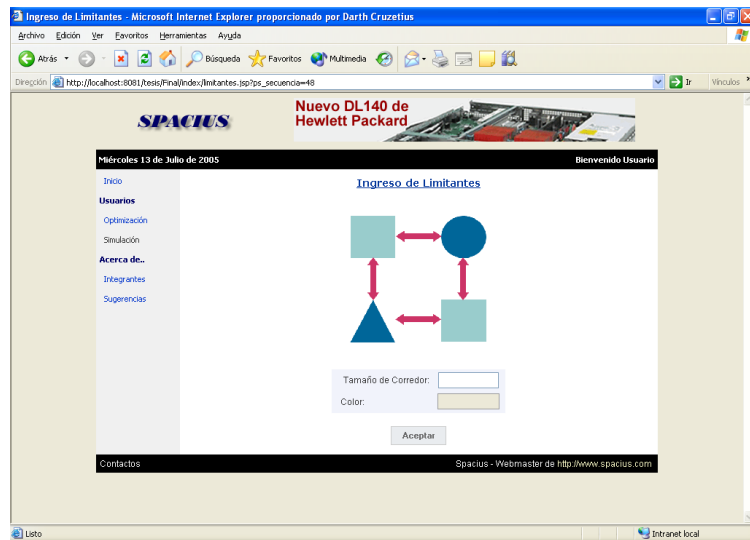 Ingreso de Limitantes - Microsoft Internet Explorer proporcionado por Darth Cruzetius
Archivo Edición Ver Favoritos Herramientas Ayuda
Atrás Búsqueda Favoritos Multimedia
Dirección http://localhost:8081/tesis/Final/index/limitantes.jsp?ps_secuencia=48 Ir Vínculos »
SPACIUS
Nuevo DL140 de
Hewlett Packard
Miércoles 13 de Julio de 2005 Bienvenido Usuario
Inicio
Usuarios
Optimización
Simulación
Acerca de..
Integrantes
Sugerencias
Ingreso de Limitantes
Tamaño de Corredor:
Color:
Aceptar
Contactos Spacius - Webmaster de http://www.spacius.com
Listo Intranet local